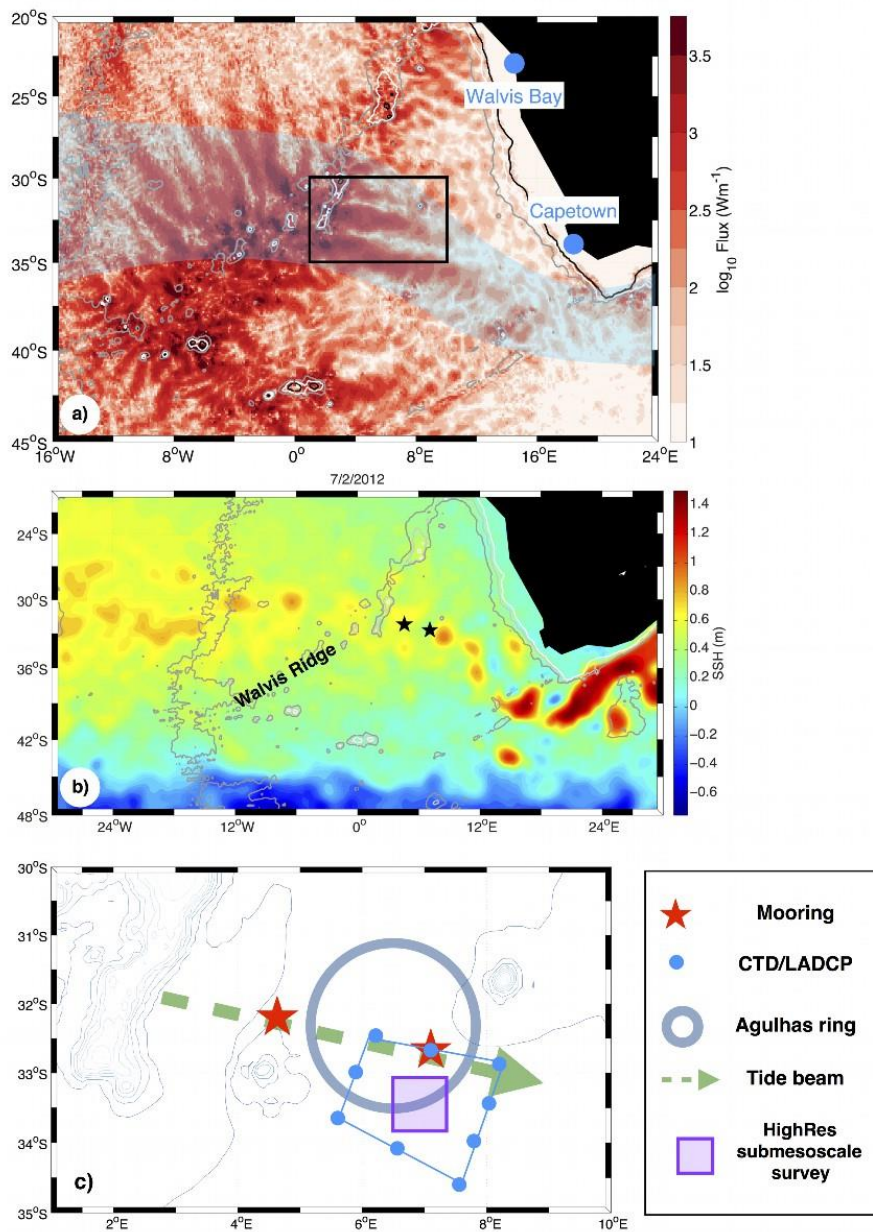 20°S
25°S
30°S
35°S
40°S
45°S
16°W
8°W
0°E
8°E
16°E
24°E
Walvis Bay
Capetown
a)
3.5
3
2.5
2
1.5
1
log10 Flux (Wm-1)
7/2/2012
24°S
30°S
36°S
42°S
48°S
24°W
12°W
0°E
12°E
24°E
Walvis Ridge
b)
1.4
1.2
1
0.8
0.6
0.4
0.2
0
−0.2
−0.4
−0.6
SSH (m)
30°S
31°S
32°S
33°S
34°S
35°S
2°E
4°E
6°E
8°E
10°E
c)
Mooring
CTD/LADCP
Agulhas ring
Tide beam
HighRes
submesoscale
survey